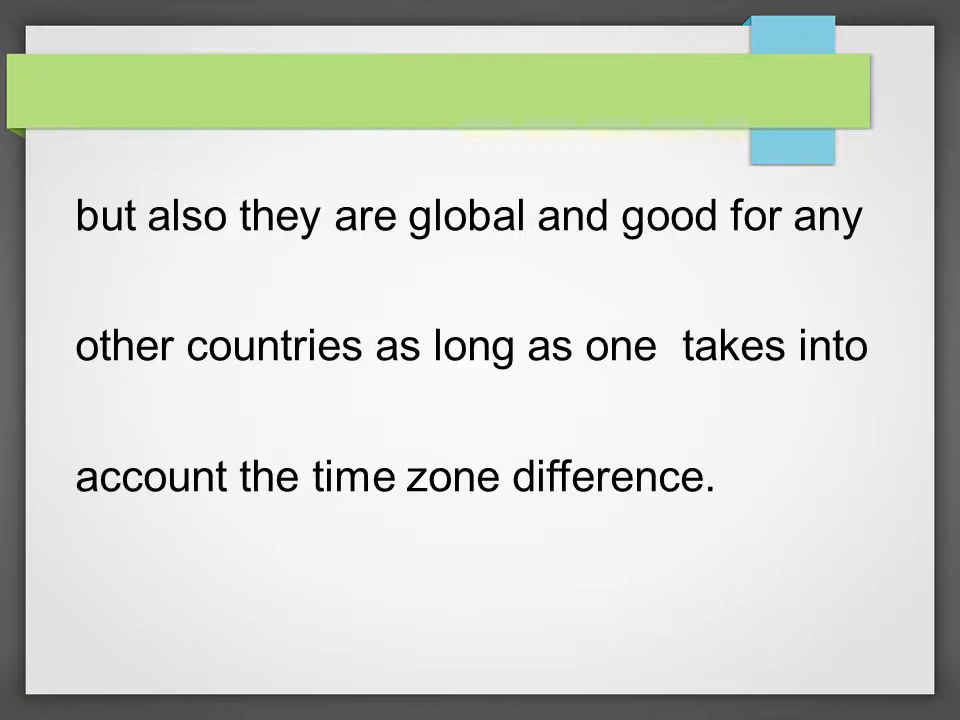 but also they are global and good for any
other countries as long as one  takes into
account the time zone difference.